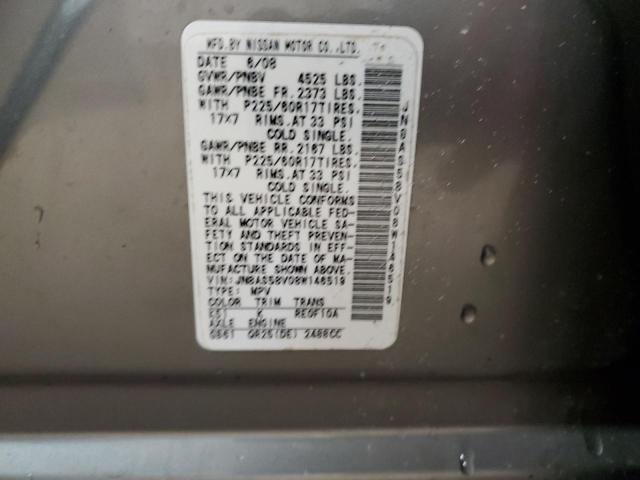 MFD.BY NISSAN MOTOR CO.,LTD.
DATE 6/08
GVWR/PNBV 4525 LBS.
GAWR/PNBE FR. 2373 LBS.
WITH P225/60R17TIRES.
17x7 RIMS.AT 33 PSI
COLD SINGLE.
GAWR/PNBE RR. 2167 LBS.
WITH P225/60R17TIRES.
17x7 RIMS.AT 33 PSI
COLD SINGLE.
THIS VEHICLE CONFORMS
TO ALL APPLICABLE FED-
ERAL MOTOR VEHICLE SA-
FETY AND THEFT PREVEN-
TION STANDARDS IN EFF-
ECT ON THE DATE OF MA-
NUFACTURE SHOWN ABOVE.
VIN:JN8AS58V08W146519
TYPE: MPV
COLOR TRIM TRANS
K51 K RE0F10A
AXLE ENGINE
GS61 QR25(DE) 2488CC
JN8AS58V08W146519